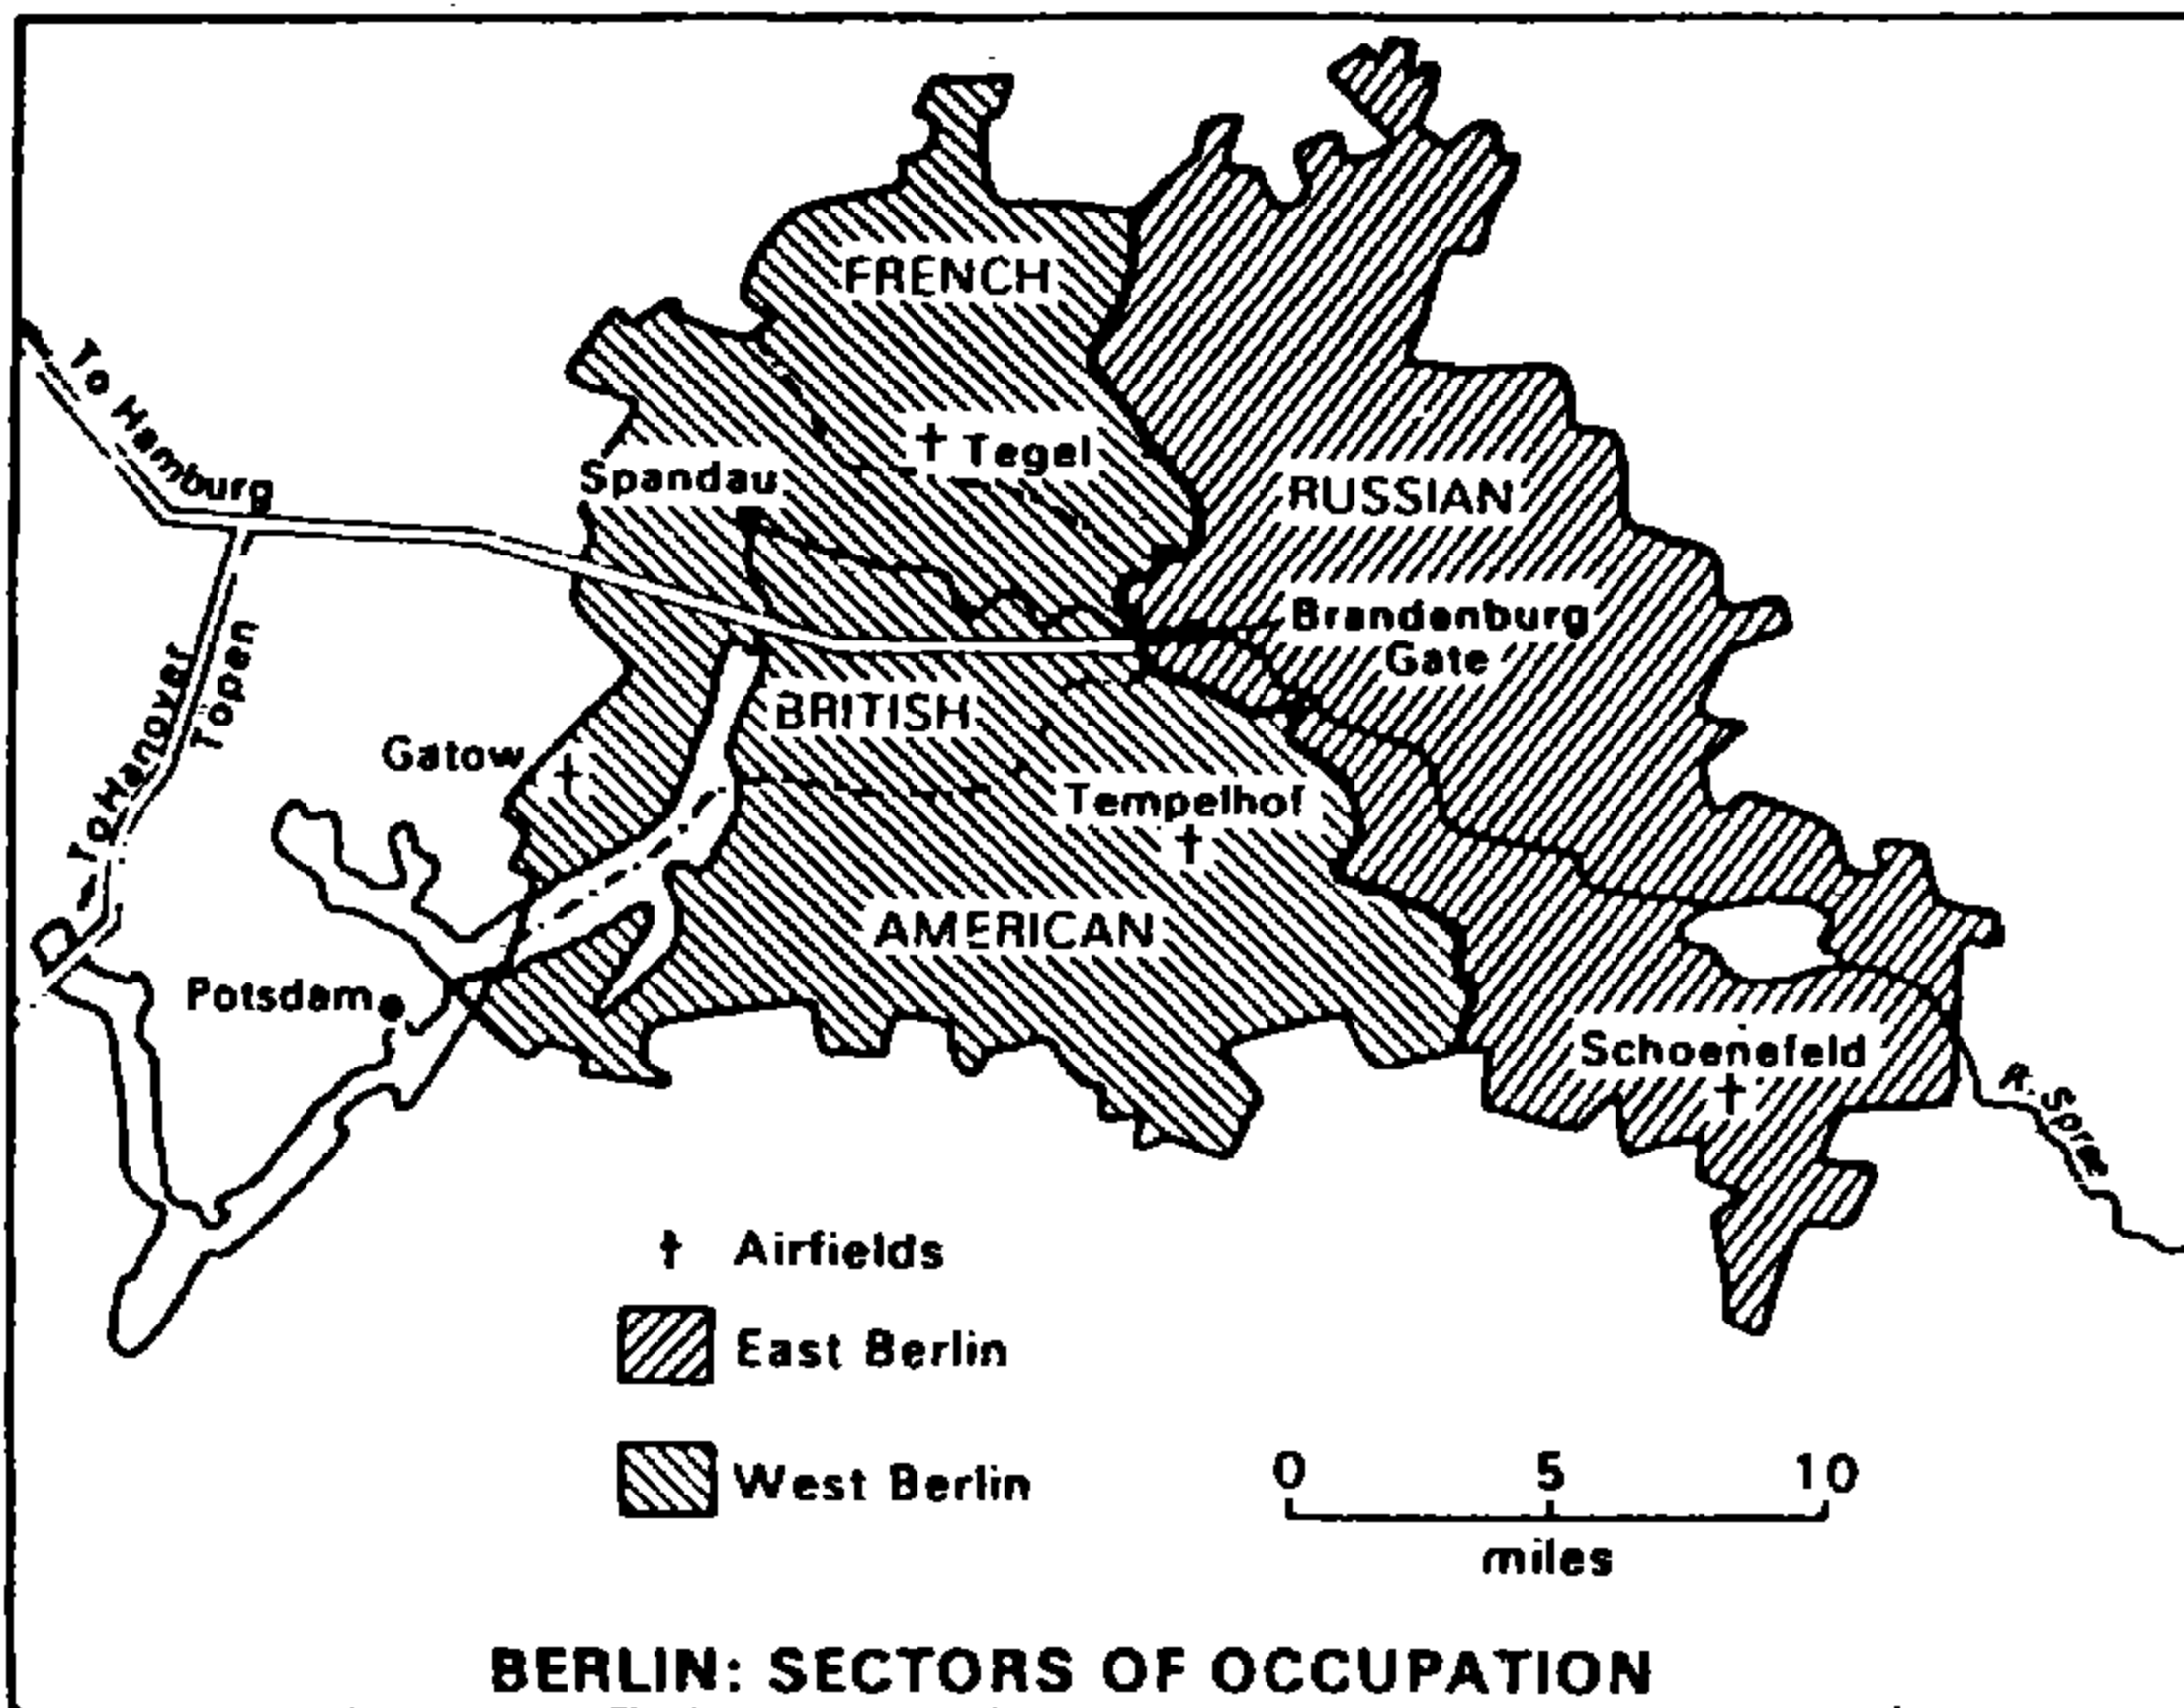 FRENCH
To Hamburg
Tegel
Spandau
RUSSIAN
Brandenburg
Gate
To Hanover
Topen
BRITISH
Gatow
Tempelhof
AMERICAN
Potsdam
Schoenefeld
R. Spree
Airfields
East Berlin
West Berlin
0 5 10
miles
BERLIN: SECTORS OF OCCUPATION